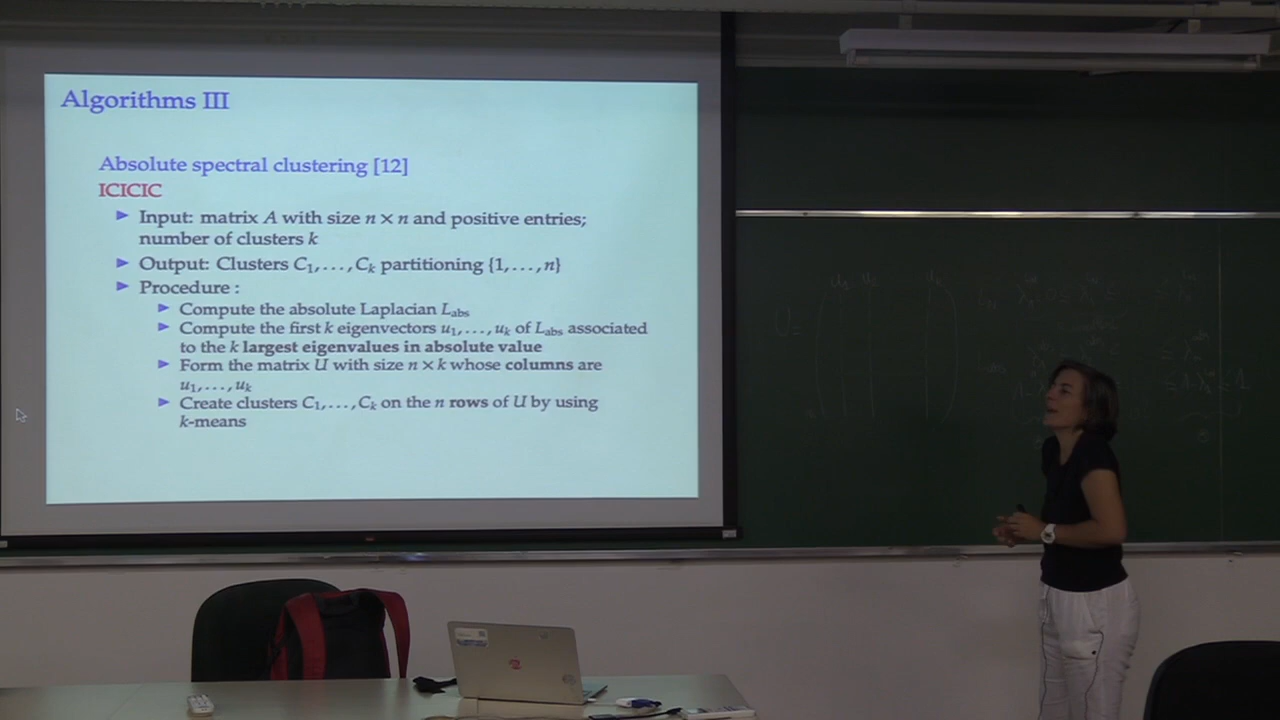 Algorithms III
Absolute spectral clustering [12]
ICICIC
Input: matrix A with size n × n and positive entries;
number of clusters k
Output: Clusters C₁,...,Cₖ partitioning {1,...,n}
Procedure :
Compute the absolute Laplacian L_abs
Compute the first k eigenvectors u₁,...,uₖ of L_abs associated
to the k largest eigenvalues in absolute value
Form the matrix U with size n × k whose columns are
u₁,...,uₖ
Create clusters C₁,...,Cₖ on the n rows of U by using
k-means